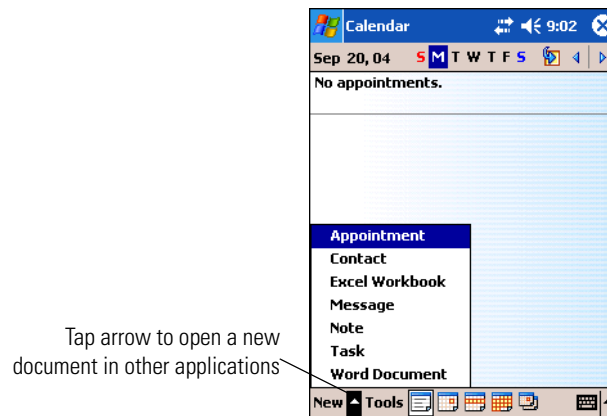 Calendar 9:02
Sep 20, 04 S M T W T F S
No appointments.
Appointment
Contact
Excel Workbook
Message
Note
Task
Word Document
Tap arrow to open a new
document in other applications
New Tools